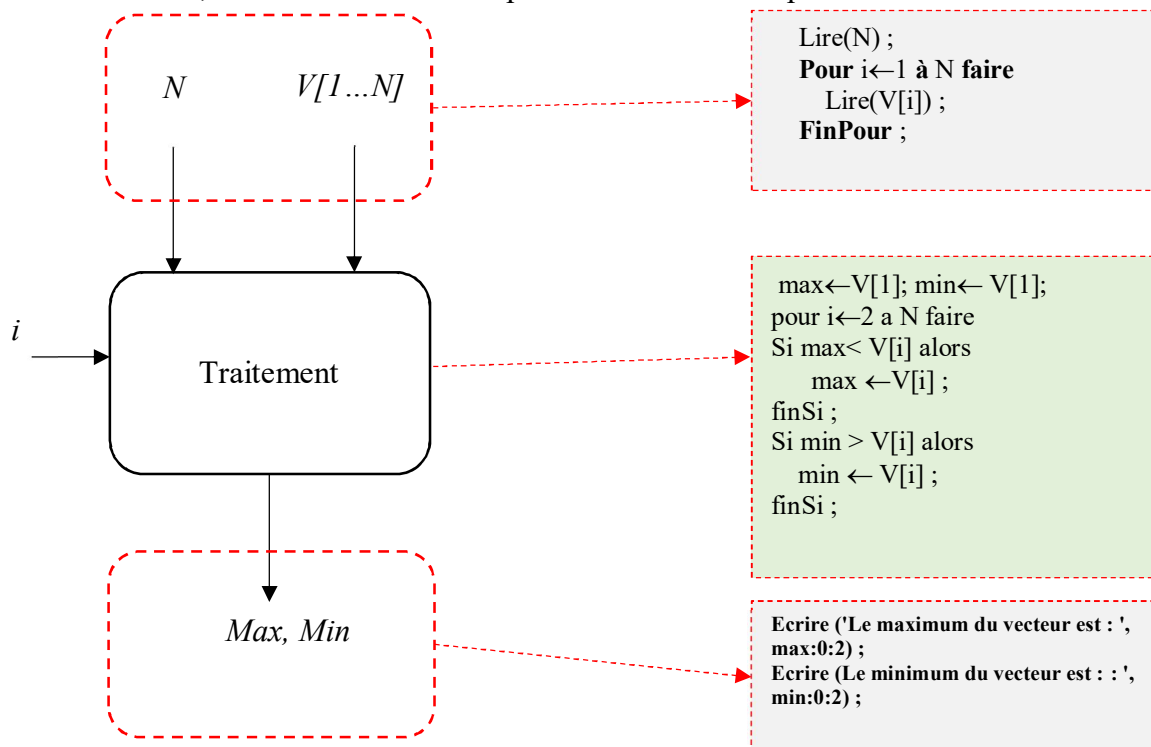 N V[1…N]
Lire(N) ;
Pour i←1 à N faire
Lire(V[i]) ;
FinPour ;
i
Traitement
max←V[1]; min← V[1];
pour i←2 a N faire
Si max< V[i] alors
max ←V[i] ;
finSi ;
Si min > V[i] alors
min ← V[i] ;
finSi ;
Max, Min
Ecrire ('Le maximum du vecteur est : ',
max:0:2) ;
Ecrire (Le minimum du vecteur est : : ',
min:0:2) ;